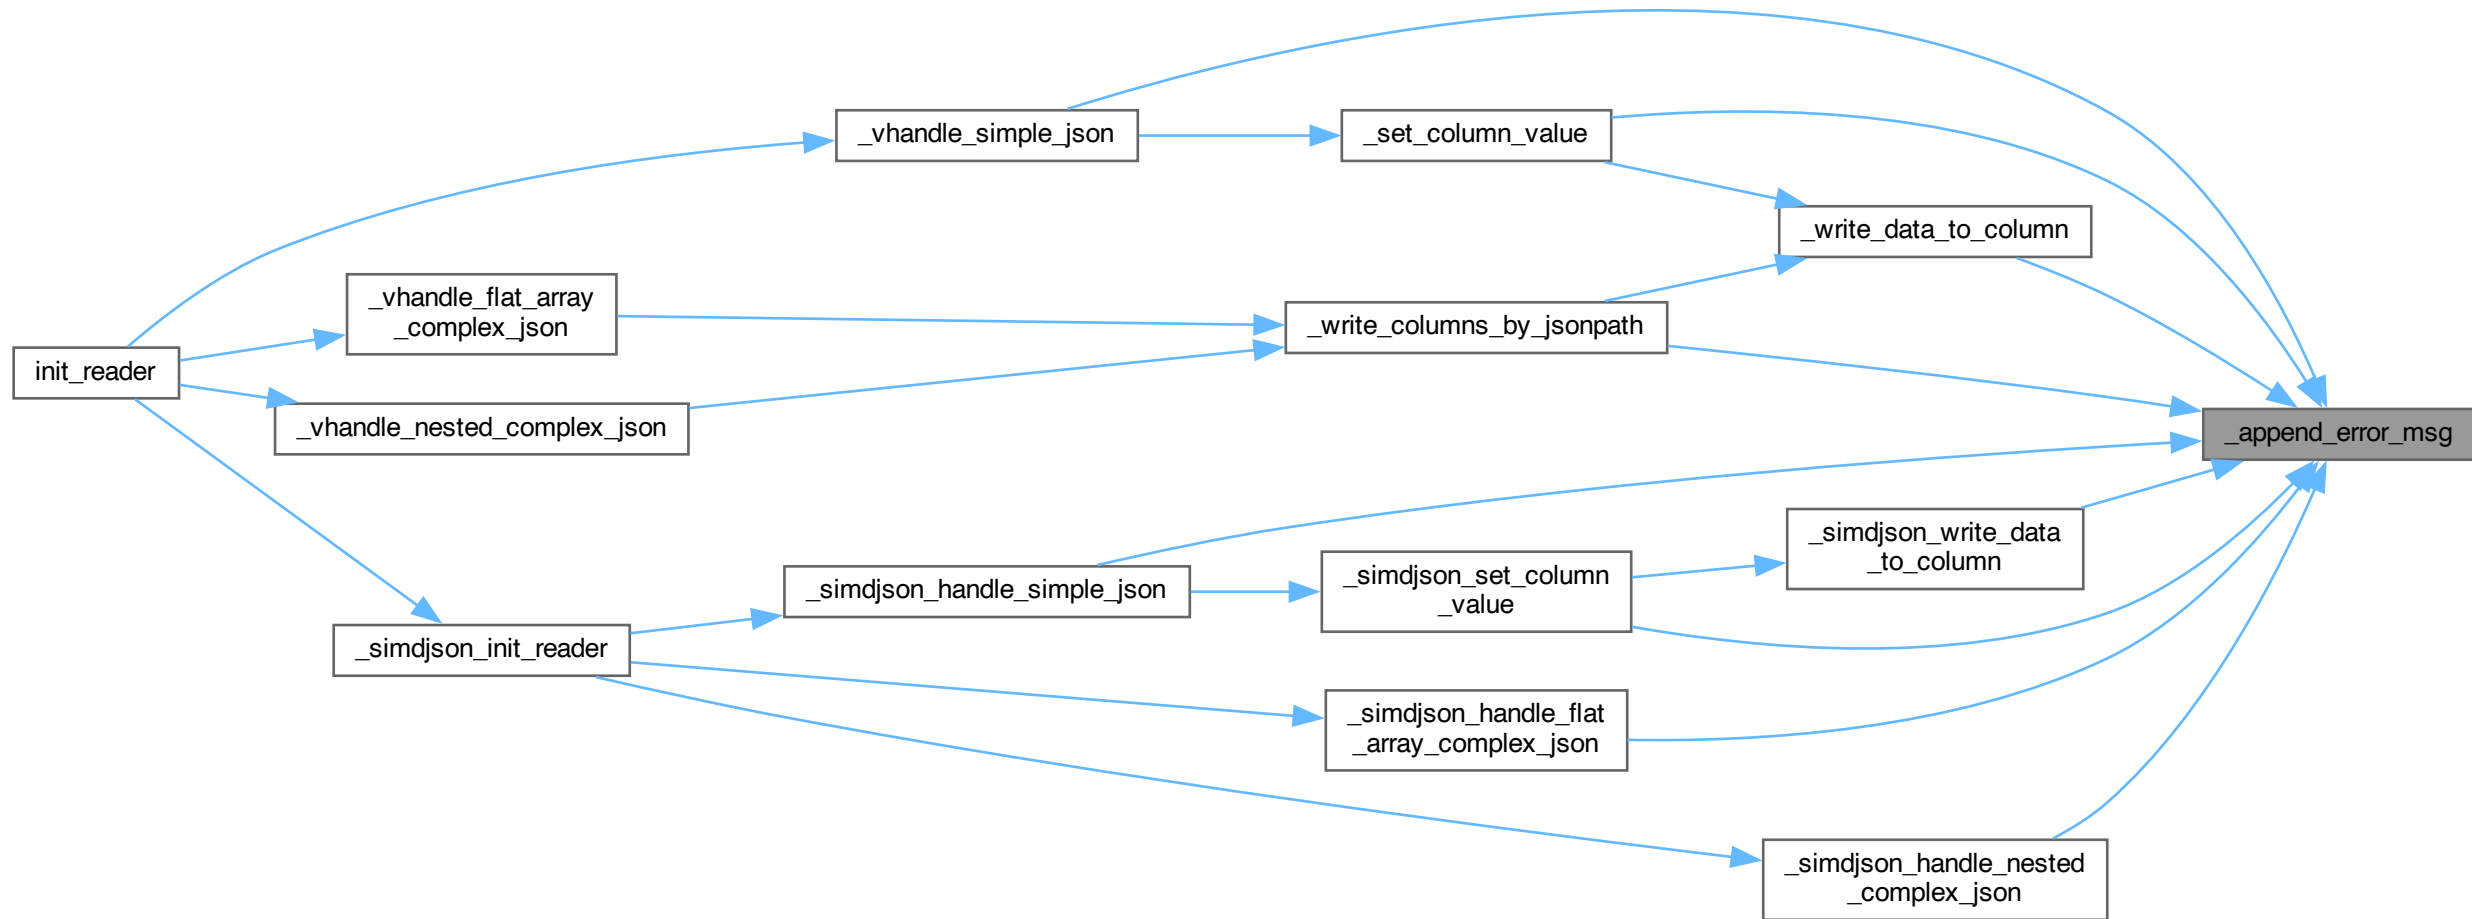 _vhandle_simple_json
_set_column_value
_write_data_to_column
_vhandle_flat_array
_complex_json
_write_columns_by_jsonpath
init_reader
_vhandle_nested_complex_json
_append_error_msg
_simdjson_write_data
_to_column
_simdjson_handle_simple_json
_simdjson_set_column
_value
_simdjson_init_reader
_simdjson_handle_flat
_array_complex_json
_simdjson_handle_nested
_complex_json